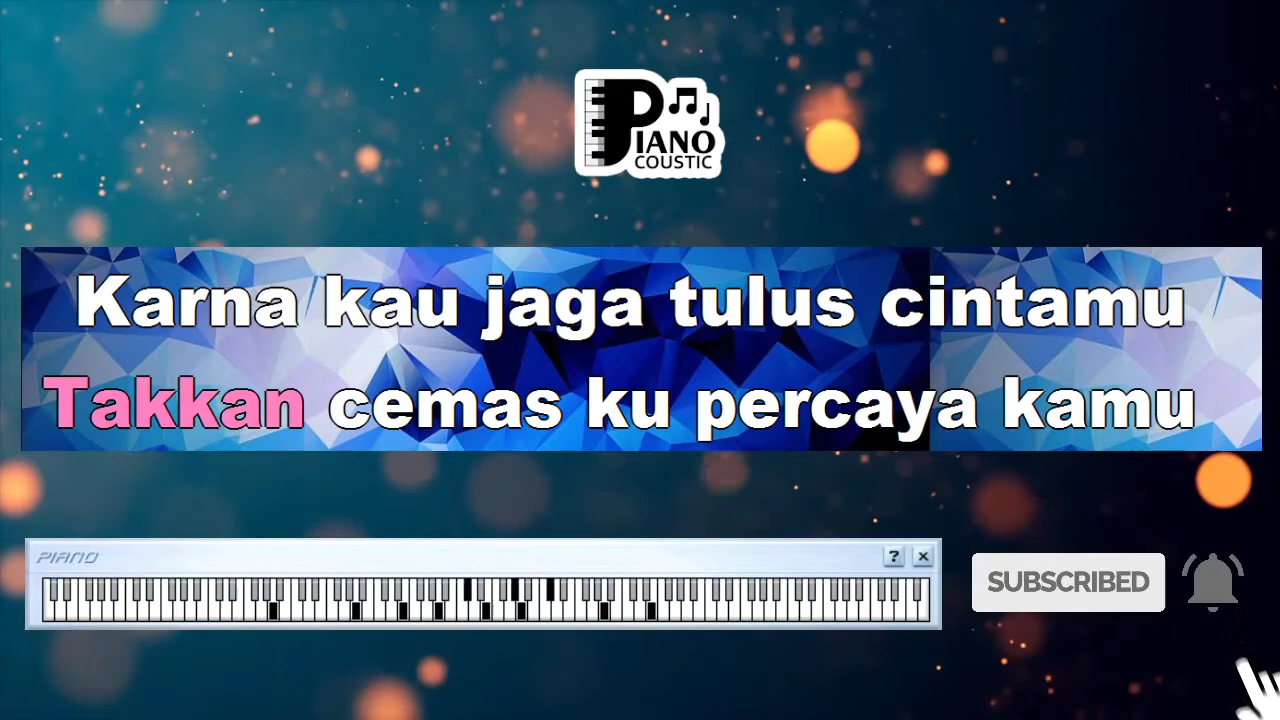 PIANO
COUSTIC
Karna kau jaga tulus cintamu
Takkan cemas ku percaya kamu
PIANO
? ×
SUBSCRIBED